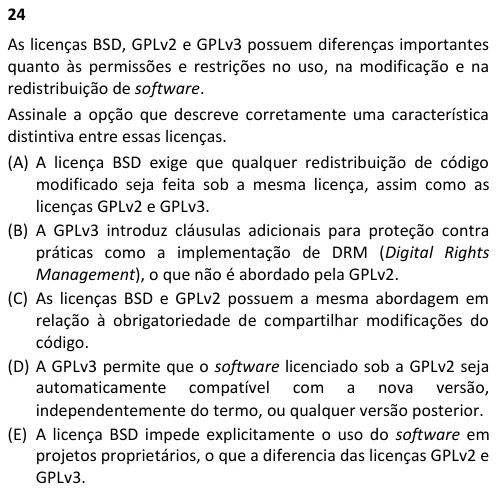 24
As licenças BSD, GPLv2 e GPLv3 possuem diferenças importantes
quanto às permissões e restrições no uso, na modificação e na
redistribuição de software.
Assinale a opção que descreve corretamente uma característica
distintiva entre essas licenças.
(A) A licença BSD exige que qualquer redistribuição de código
modificado seja feita sob a mesma licença, assim como as
licenças GPLv2 e GPLv3.
(B) A GPLv3 introduz cláusulas adicionais para proteção contra
práticas como a implementação de DRM (Digital Rights
Management), o que não é abordado pela GPLv2.
(C) As licenças BSD e GPLv2 possuem a mesma abordagem em
relação à obrigatoriedade de compartilhar modificações do
código.
(D) A GPLv3 permite que o software licenciado sob a GPLv2 seja
automaticamente compatível com a nova versão,
independentemente do termo, ou qualquer versão posterior.
(E) A licença BSD impede explicitamente o uso do software em
projetos proprietários, o que a diferencia das licenças GPLv2 e
GPLv3.